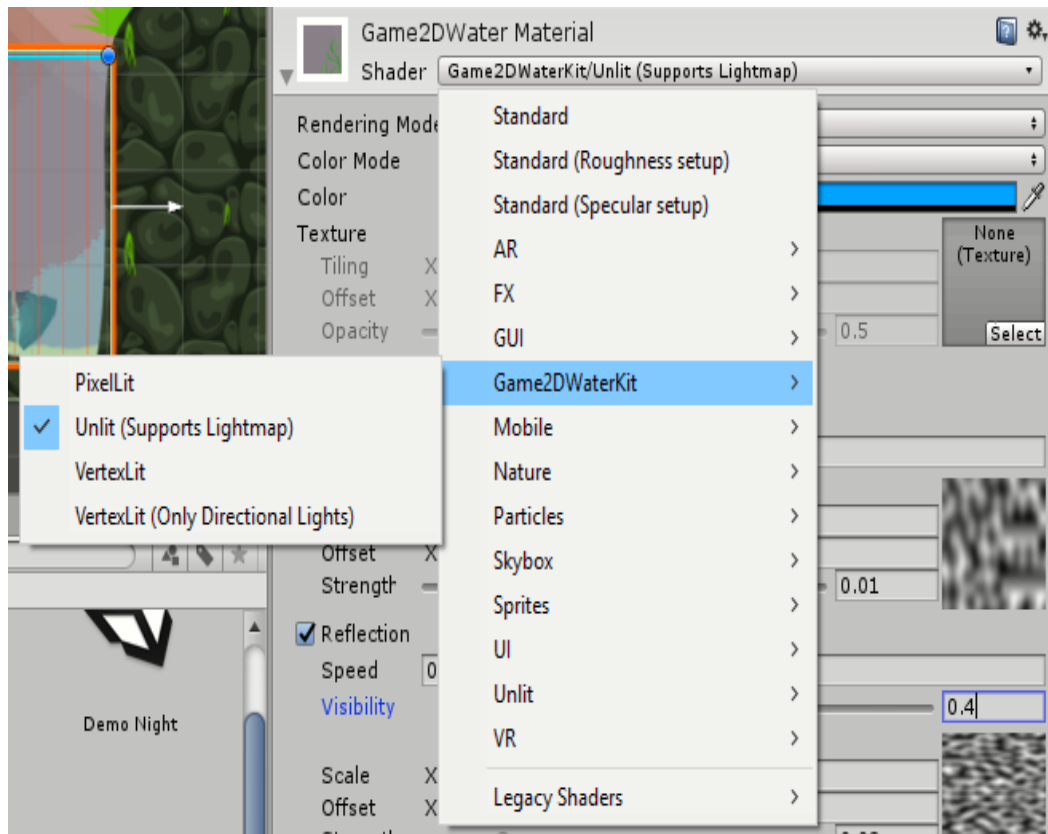 Game2DWater Material
Shader Game2DWaterKit/Unlit (Supports Lightmap)
Rendering Mode
Color Mode
Color
Texture
Tiling X
Offset X
Opacity 0.5
None
(Texture)
Select
Standard
Standard (Roughness setup)
Standard (Specular setup)
AR
FX
GUI
Game2DWaterKit
Mobile
Nature
Particles
Skybox
Sprites
UI
Unlit
VR
Legacy Shaders
PixelLit
Unlit (Supports Lightmap)
VertexLit
VertexLit (Only Directional Lights)
Offset X
Strength 0.01
Reflection
Speed 0
Visibility 0.4
Scale X
Offset X
Demo Night